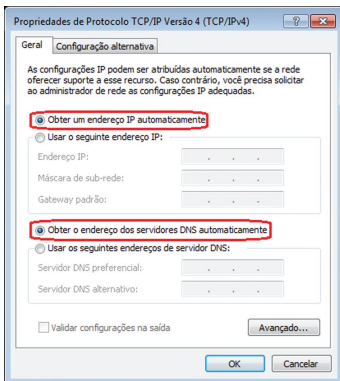 Propriedades de Protocolo TCP/IP Versão 4 (TCP/IPv4)
Geral
Configuração alternativa
As configurações IP podem ser atribuídas automaticamente se a rede
oferecer suporte a esse recurso. Caso contrário, você precisa solicitar
ao administrador de rede as configurações IP adequadas.
Obter um endereço IP automaticamente
Usar o seguinte endereço IP:
Endereço IP:
Máscara de sub-rede:
Gateway padrão:
Obter o endereço dos servidores DNS automaticamente
Usar os seguintes endereços de servidor DNS:
Servidor DNS preferencial:
Servidor DNS alternativo:
Validar configurações na saída
Avançado...
OK
Cancelar